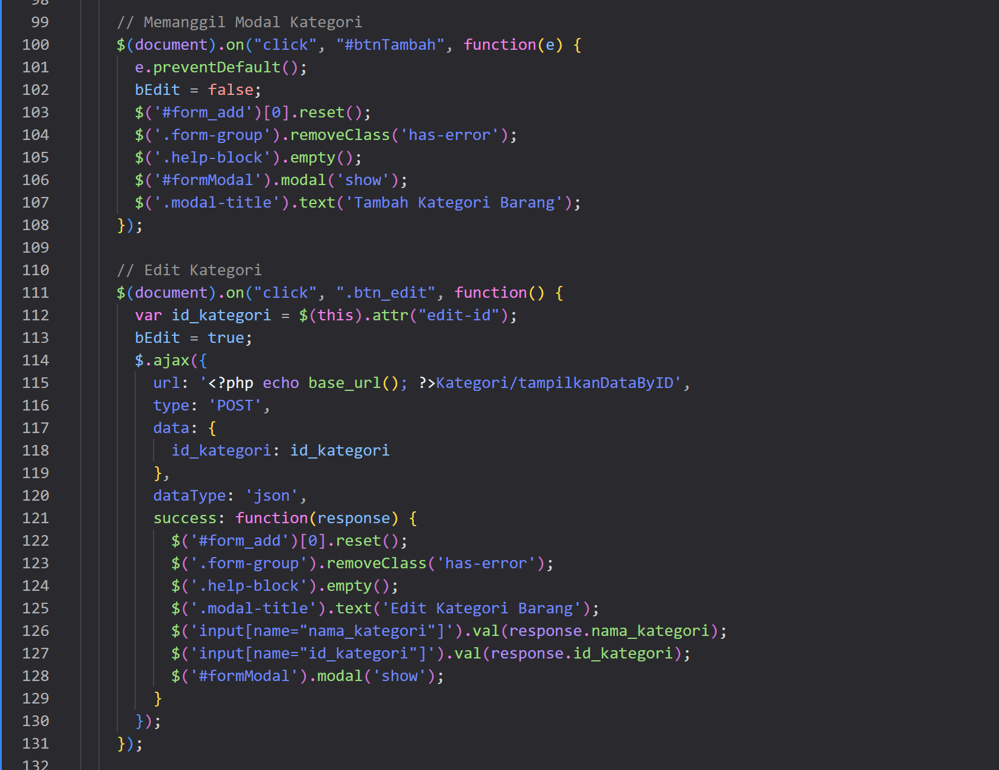 98
99 // Memanggil Modal Kategori
100 $(document).on("click", "#btnTambah", function(e) {
101 e.preventDefault();
102 bEdit = false;
103 $('#form_add')[0].reset();
104 $('.form-group').removeClass('has-error');
105 $('.help-block').empty();
106 $('#formModal').modal('show');
107 $('.modal-title').text('Tambah Kategori Barang');
108 });
109
110 // Edit Kategori
111 $(document).on("click", ".btn_edit", function() {
112 var id_kategori = $(this).attr("edit-id");
113 bEdit = true;
114 $.ajax({
115 url: '<?php echo base_url(); ?>Kategori/tampilkanDataByID',
116 type: 'POST',
117 data: {
118 id_kategori: id_kategori
119 },
120 dataType: 'json',
121 success: function(response) {
122 $('#form_add')[0].reset();
123 $('.form-group').removeClass('has-error');
124 $('.help-block').empty();
125 $('.modal-title').text('Edit Kategori Barang');
126 $('input[name="nama_kategori"]').val(response.nama_kategori);
127 $('input[name="id_kategori"]').val(response.id_kategori);
128 $('#formModal').modal('show');
129 }
130 });
131 });
132